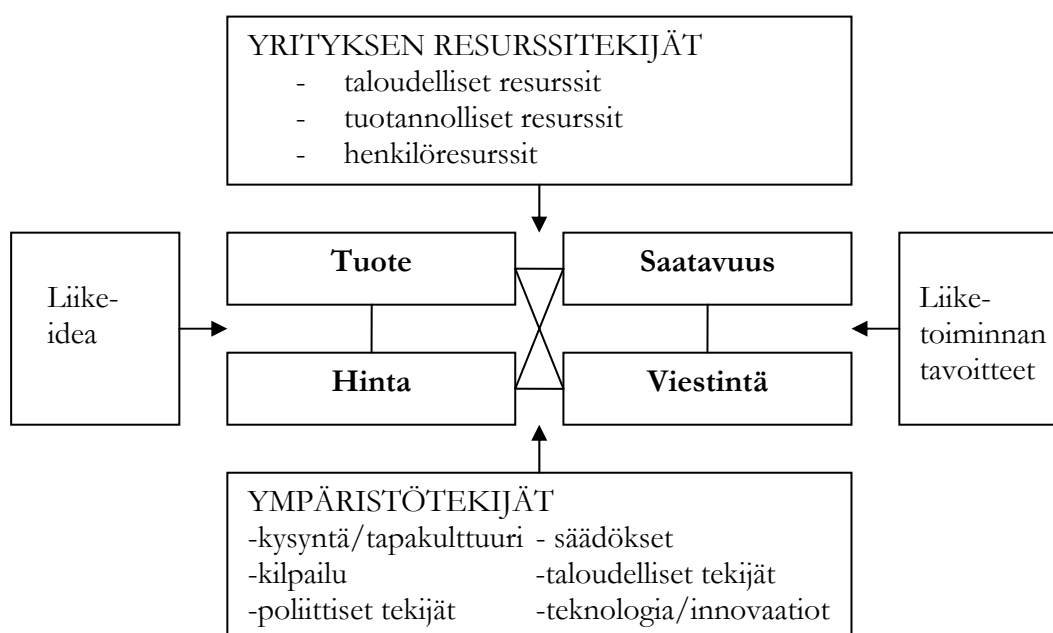 YRITYKSEN RESURSSITEKIJÄT
- taloudelliset resurssit
- tuotannolliset resurssit
- henkilöresurssit
Liike-
idea
Tuote
Saatavuus
Hinta
Viestintä
Liike-
toiminnan
tavoitteet
YMPÄRISTÖTEKIJÄT
-kysyntä/tapakulttuuri - säädökset
-kilpailu -taloudelliset tekijät
-poliittiset tekijät -teknologia/innovaatiot